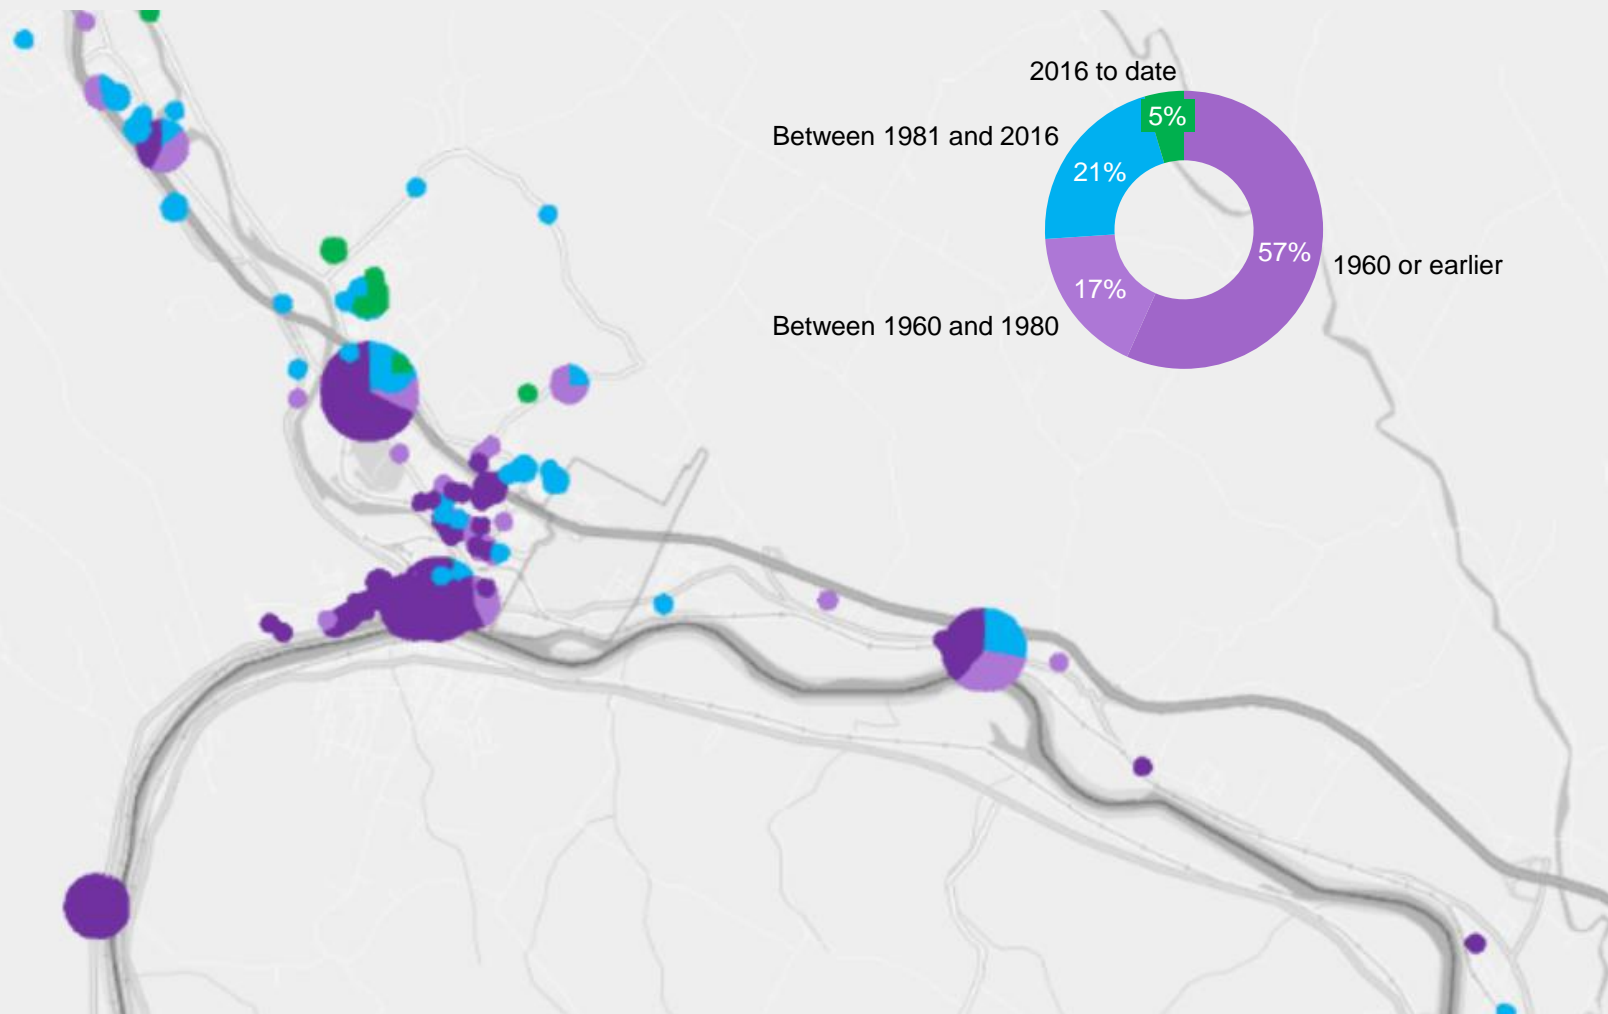 2016 to date
5%
Between 1981 and 2016
21%
57%
1960 or earlier
17%
Between 1960 and 1980